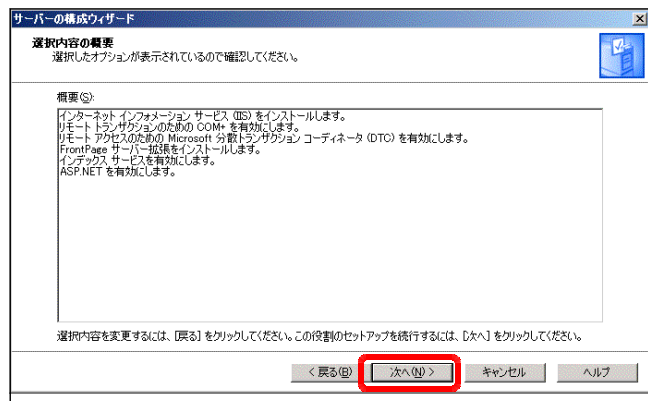 サーバーの構成ウィザード
選択内容の概要
選択したオプションが表示されているので確認してください。
概要(S):
インターネット インフォメーション サービス (IIS) をインストールします。
リモート トランザクションのための COM+ を有効にします。
リモート アクセスのための Microsoft 分散トランザクション コーディネータ (DTC) を有効にします。
FrontPage サーバー拡張をインストールします。
インデックス サービスを有効にします。
ASP.NET を有効にします。
選択内容を変更するには、[戻る] をクリックしてください。この役割のセットアップを続行するには、[次へ] をクリックしてください。
< 戻る(B) 次へ(N) > キャンセル ヘルプ